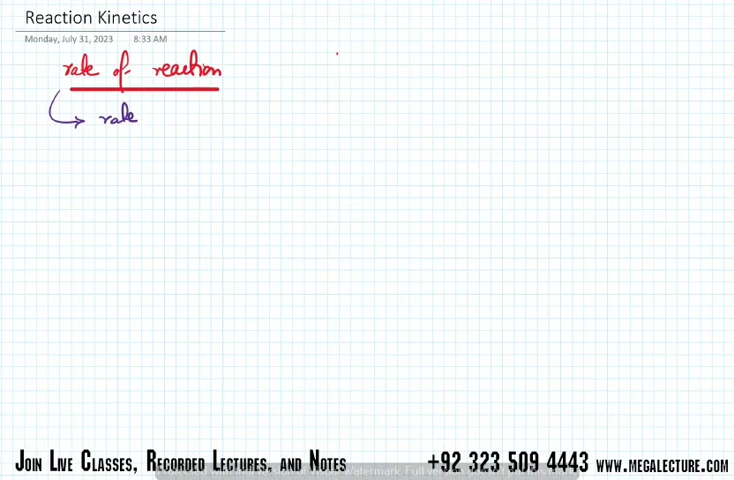 Reaction Kinetics
Monday, July 31, 2023 8:33 AM
rate of reaction
rate
Join Live Classes, Recorded Lectures, and Notes +92 323 509 4443 www.megalecture.com